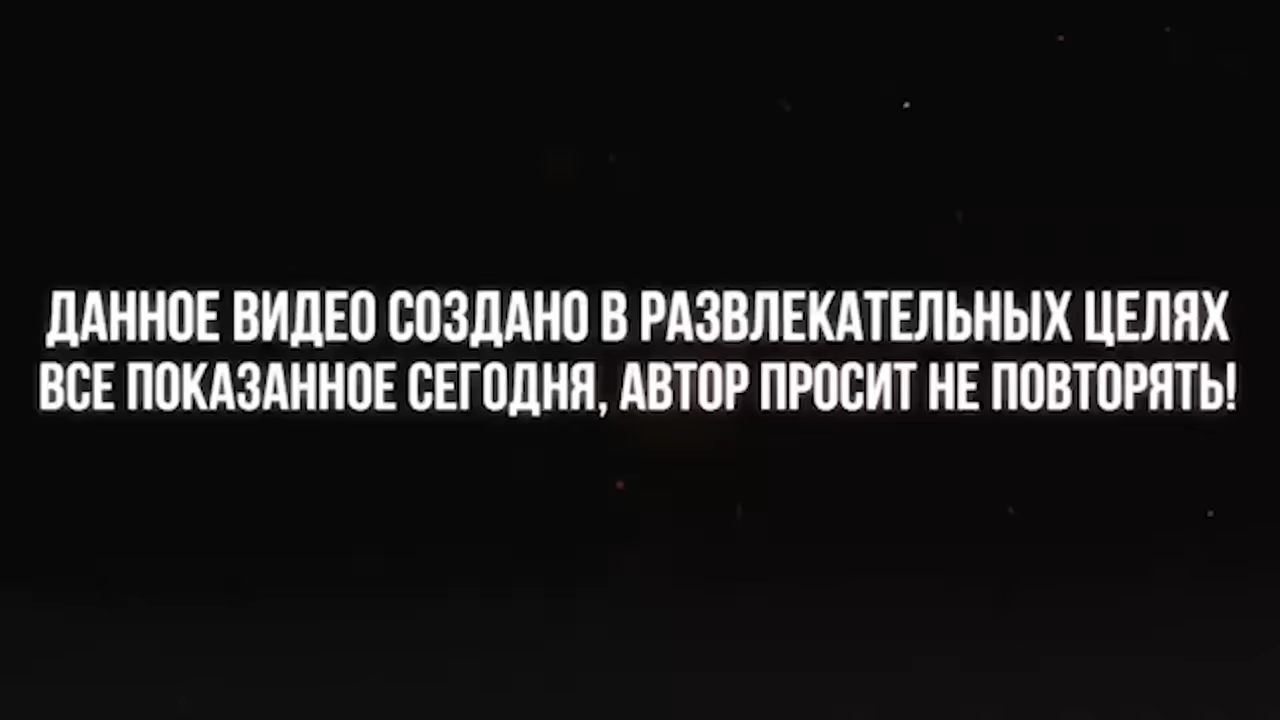 ДАННОЕ ВИДЕО СОЗДАНО В РАЗВЛЕКАТЕЛЬНЫХ ЦЕЛЯХ
ВСЕ ПОКАЗАННОЕ СЕГОДНЯ, АВТОР ПРОСИТ НЕ ПОВТОРЯТЬ!